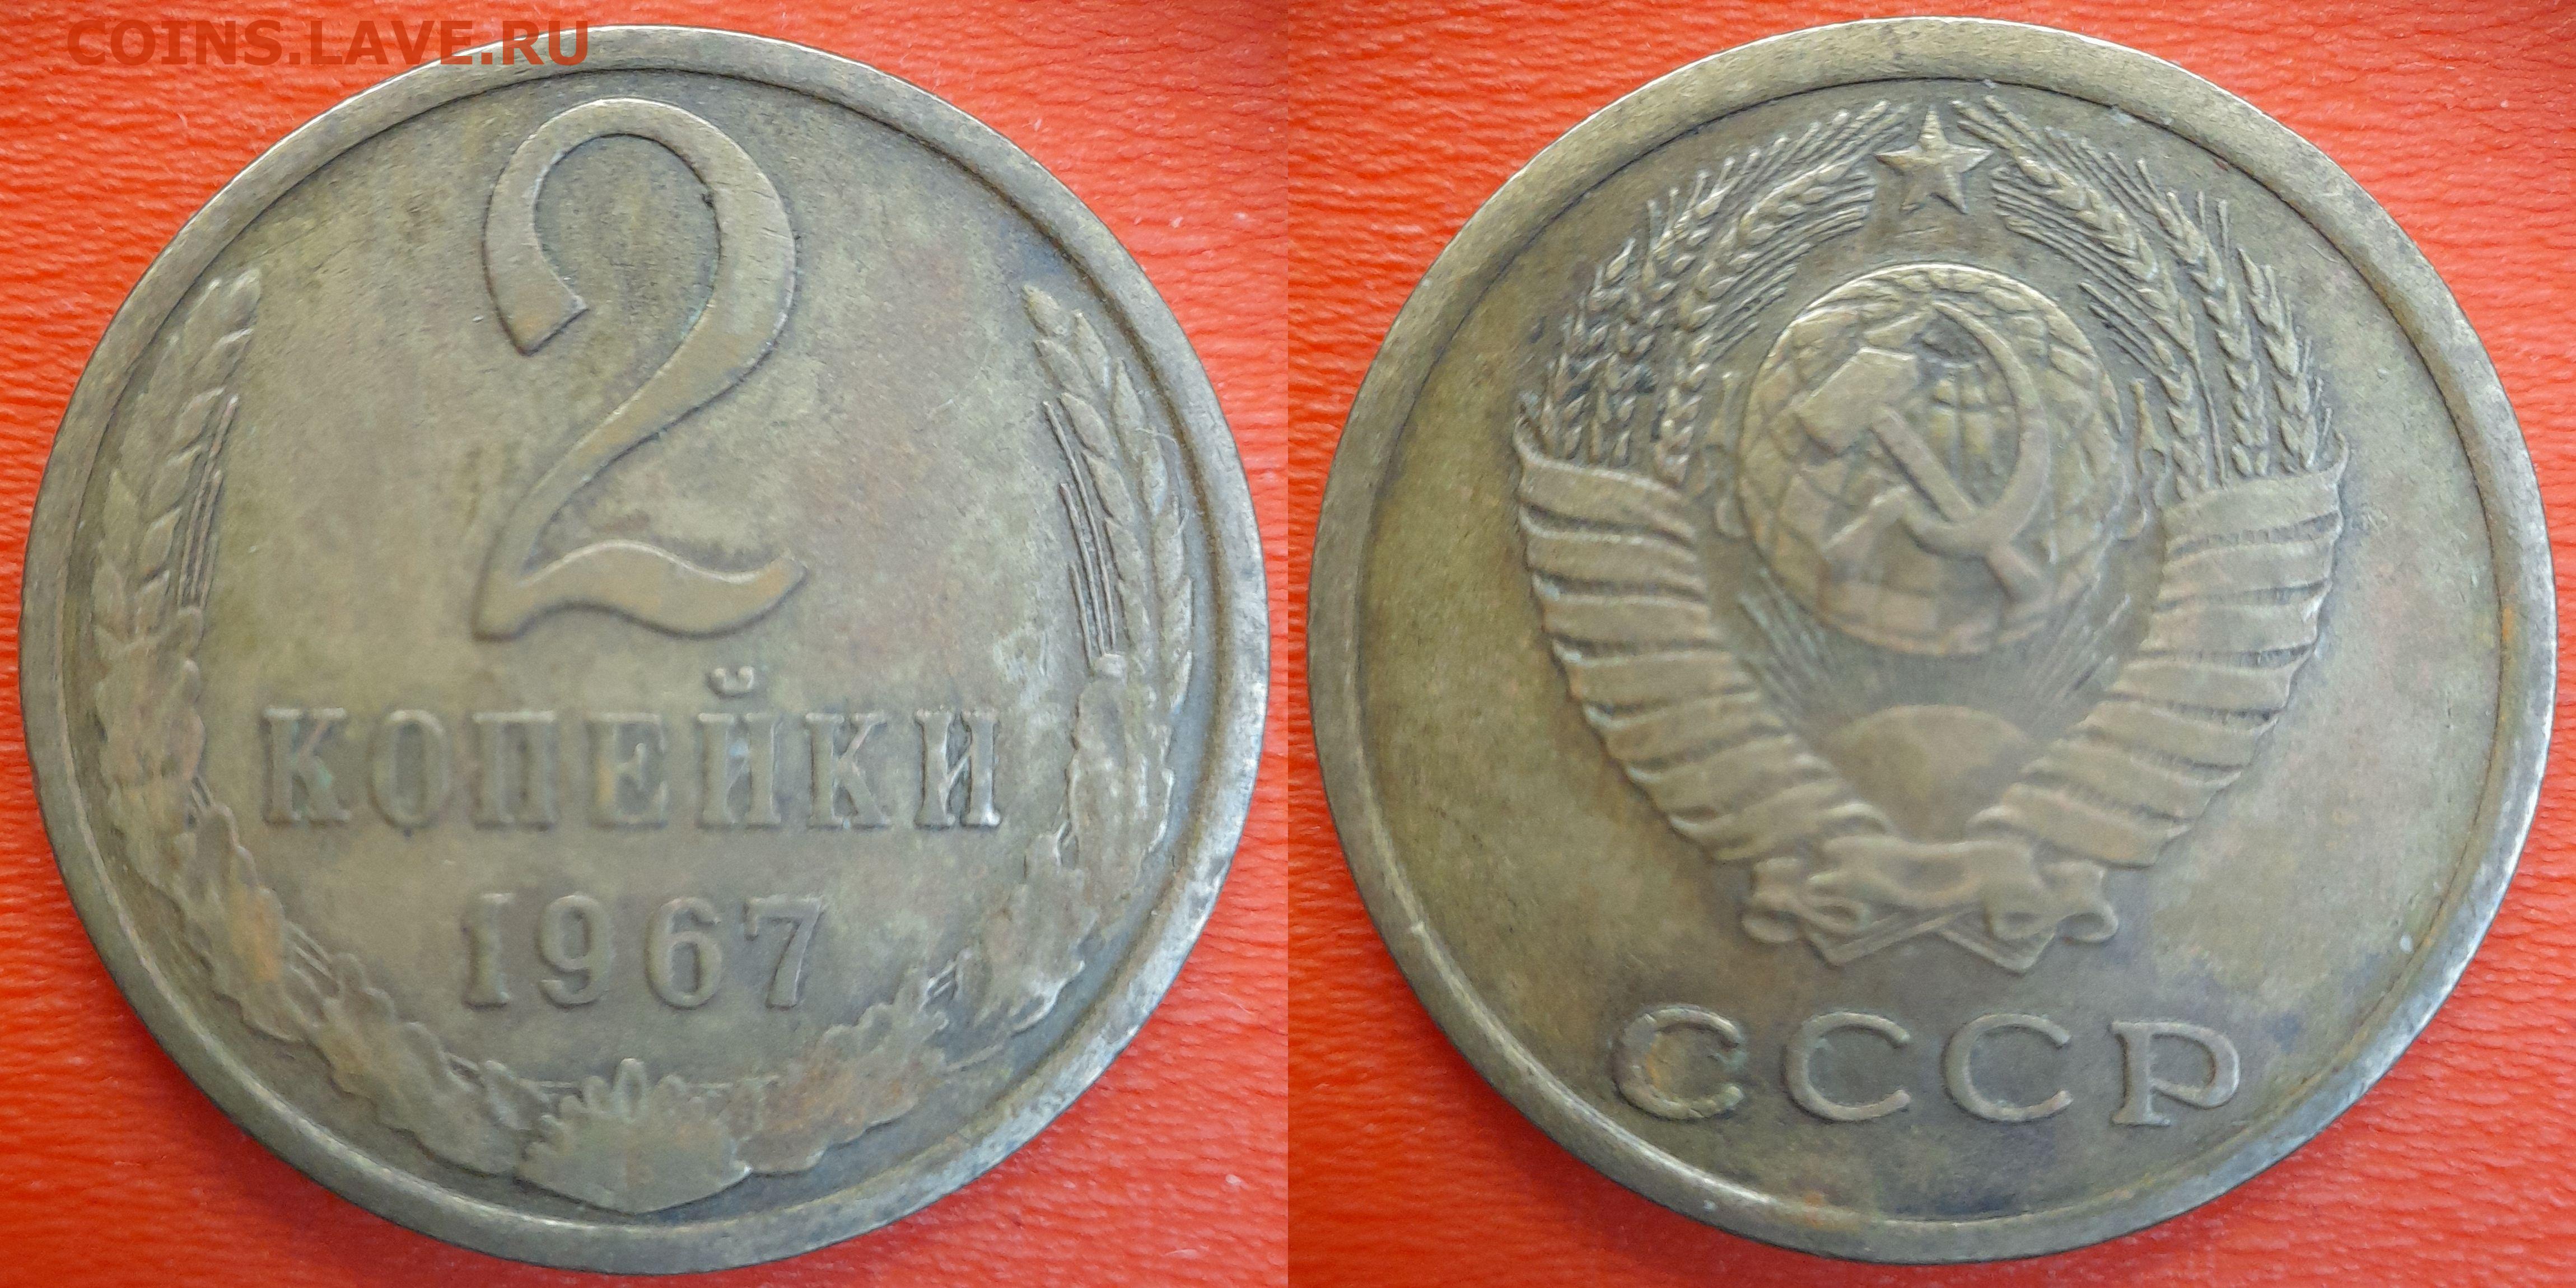 COINS.LAVE.RU
2
КОПЕЙКИ
1967
СССР